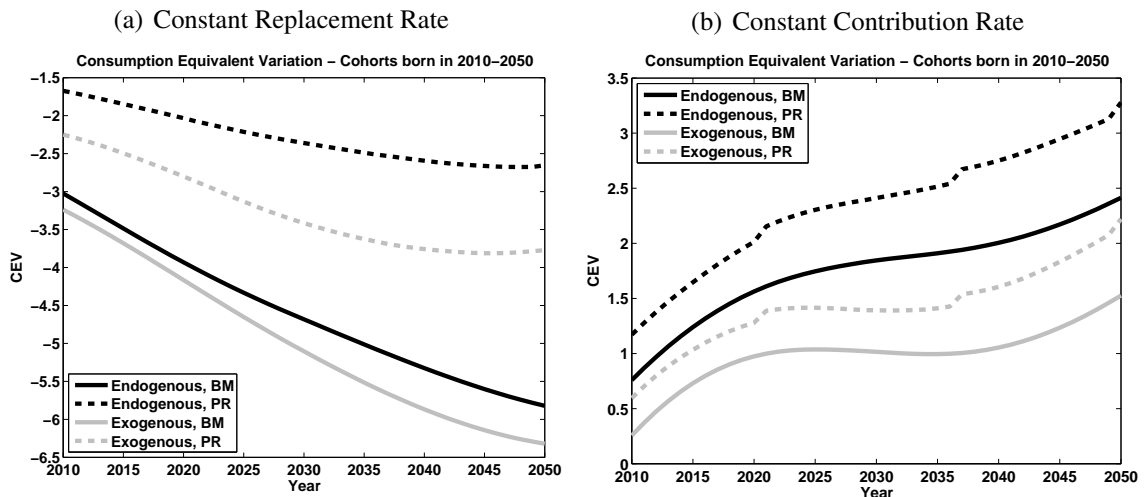 (a) Constant Replacement Rate
Consumption Equivalent Variation – Cohorts born in 2010–2050
CEV
−1.5
−2
−2.5
−3
−3.5
−4
−4.5
−5
−5.5
−6
−6.5
Endogenous, BM
Endogenous, PR
Exogenous, BM
Exogenous, PR
2010 2015 2020 2025 2030 2035 2040 2045 2050
Year
(b) Constant Contribution Rate
Consumption Equivalent Variation – Cohorts born in 2010–2050
CEV
3.5
3
2.5
2
1.5
1
0.5
0
Endogenous, BM
Endogenous, PR
Exogenous, BM
Exogenous, PR
2010 2015 2020 2025 2030 2035 2040 2045 2050
Year